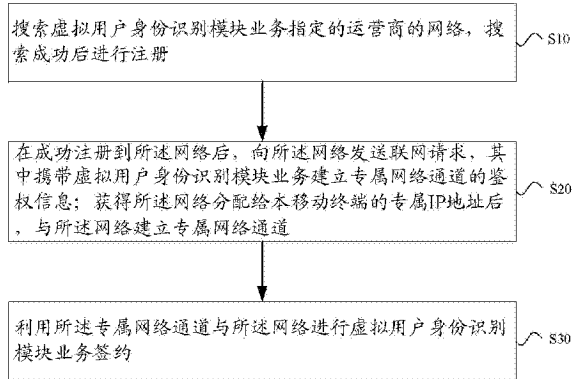 搜索虚拟用户身份识别模块业务指定的运营商的网络，搜
索成功后进行注册
S10
在成功注册到所述网络后，向所述网络发送联网请求，其
中携带虚拟用户身份识别模块业务建立专属网络通道的鉴
权信息；获得所述网络分配给本移动终端的专属IP地址后
，与所述网络建立专属网络通道
S20
利用所述专属网络通道与所述网络进行虚拟用户身份识别
模块业务签约
S30